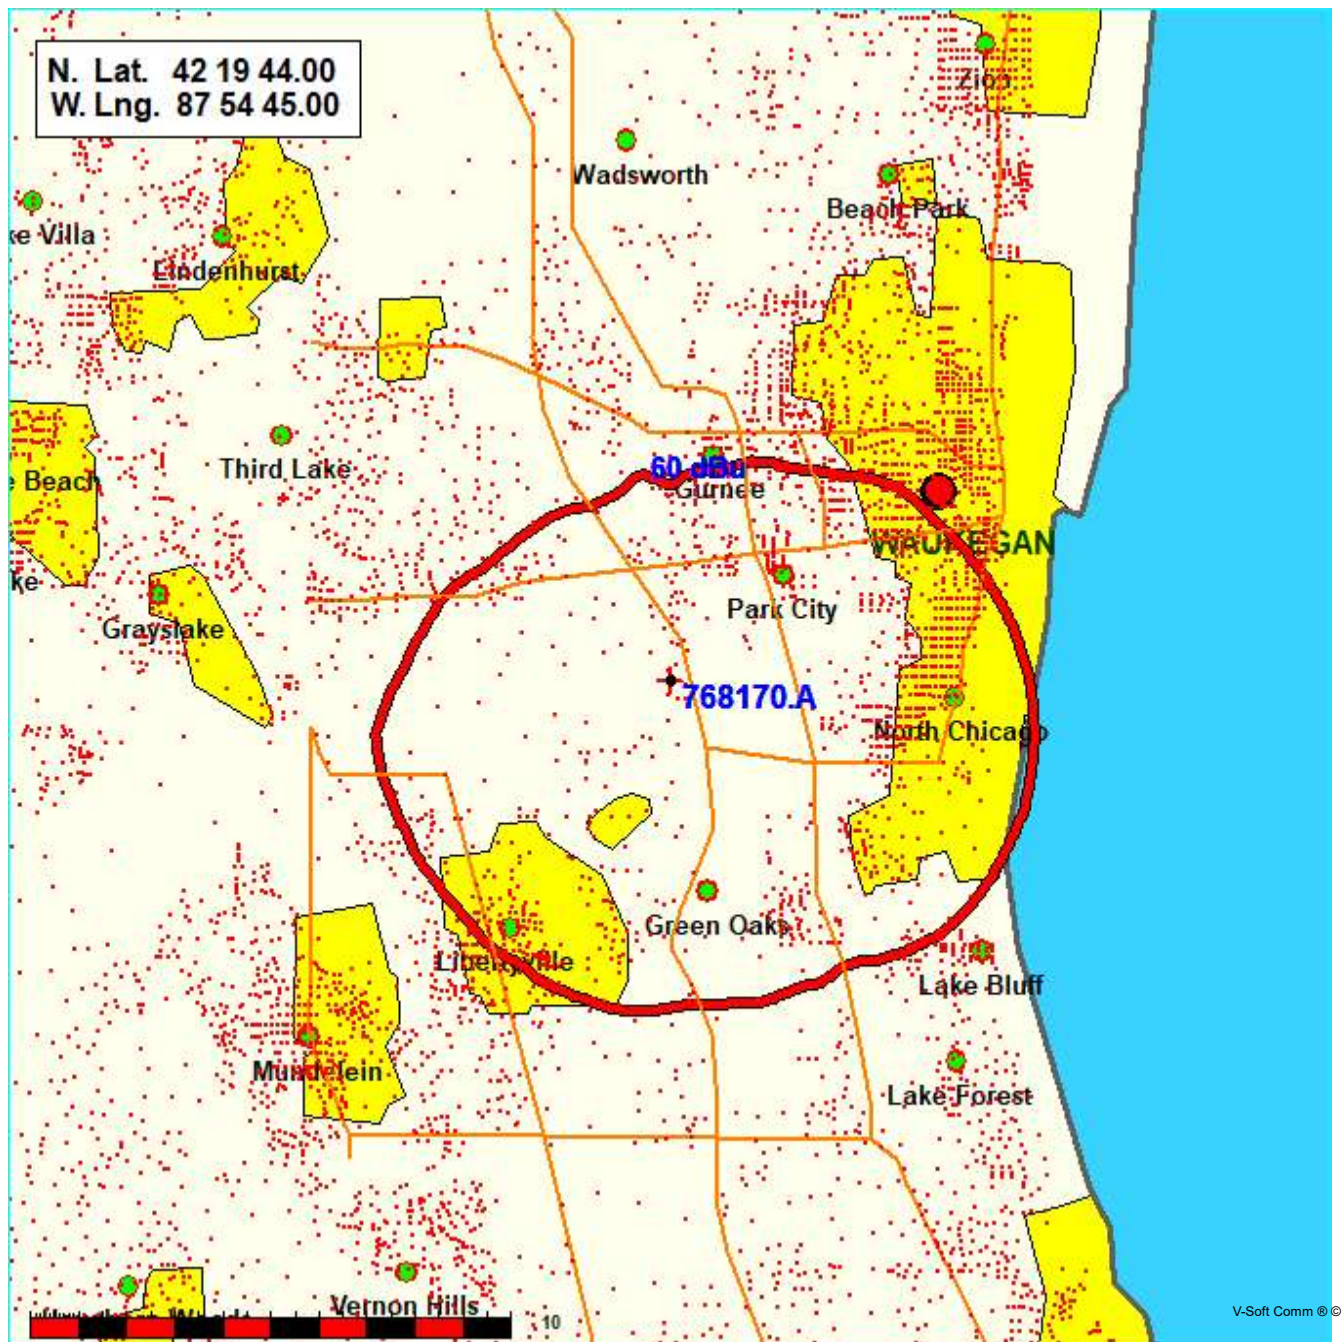 N. Lat. 42 19 44.00
W. Lng. 87 54 45.00
Zion
Wadsworth
Beach Park
ke Villa
Lindenhurst
Third Lake
60 dBu
Gurnee
e Beach
WAUKEGAN
ke
Park City
Grayslake
768170.A
North Chicago
Green Oaks
Libertyville
Lake Bluff
Mundelein
Lake Forest
Vernon Hills
10
V-Soft Comm ® ©